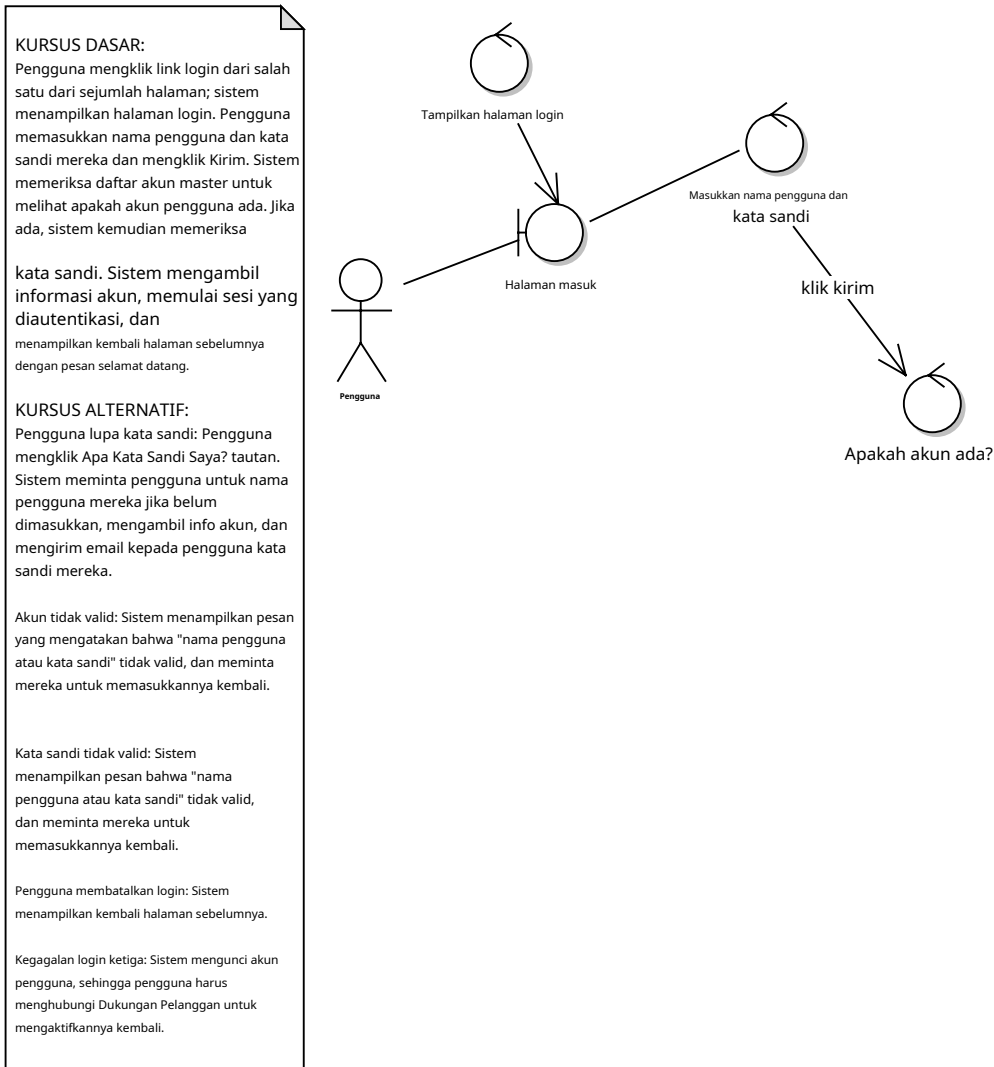 KURSUS DASAR:
Pengguna mengklik link login dari salah
satu dari sejumlah halaman; sistem
menampilkan halaman login. Pengguna
memasukkan nama pengguna dan kata
sandi mereka dan mengklik Kirim. Sistem
memeriksa daftar akun master untuk
melihat apakah akun pengguna ada. Jika
ada, sistem kemudian memeriksa
kata sandi. Sistem mengambil
informasi akun, memulai sesi yang
diautentikasi, dan
menampilkan kembali halaman sebelumnya
dengan pesan selamat datang.
KURSUS ALTERNATIF:
Pengguna lupa kata sandi: Pengguna
mengklik Apa Kata Sandi Saya? tautan.
Sistem meminta pengguna untuk nama
pengguna mereka jika belum
dimasukkan, mengambil info akun, dan
mengirim email kepada pengguna kata
sandi mereka.
Akun tidak valid: Sistem menampilkan pesan
yang mengatakan bahwa "nama pengguna
atau kata sandi" tidak valid, dan meminta
mereka untuk memasukkannya kembali.
Kata sandi tidak valid: Sistem
menampilkan pesan bahwa "nama
pengguna atau kata sandi" tidak valid,
dan meminta mereka untuk
memasukkannya kembali.
Pengguna membatalkan login: Sistem
menampilkan kembali halaman sebelumnya.
Kegagalan login ketiga: Sistem mengunci akun
pengguna, sehingga pengguna harus
menghubungi Dukungan Pelanggan untuk
mengaktifkannya kembali.
Tampilkan halaman login
Masukkan nama pengguna dan
kata sandi
Halaman masuk
klik kirim
Pengguna
Apakah akun ada?